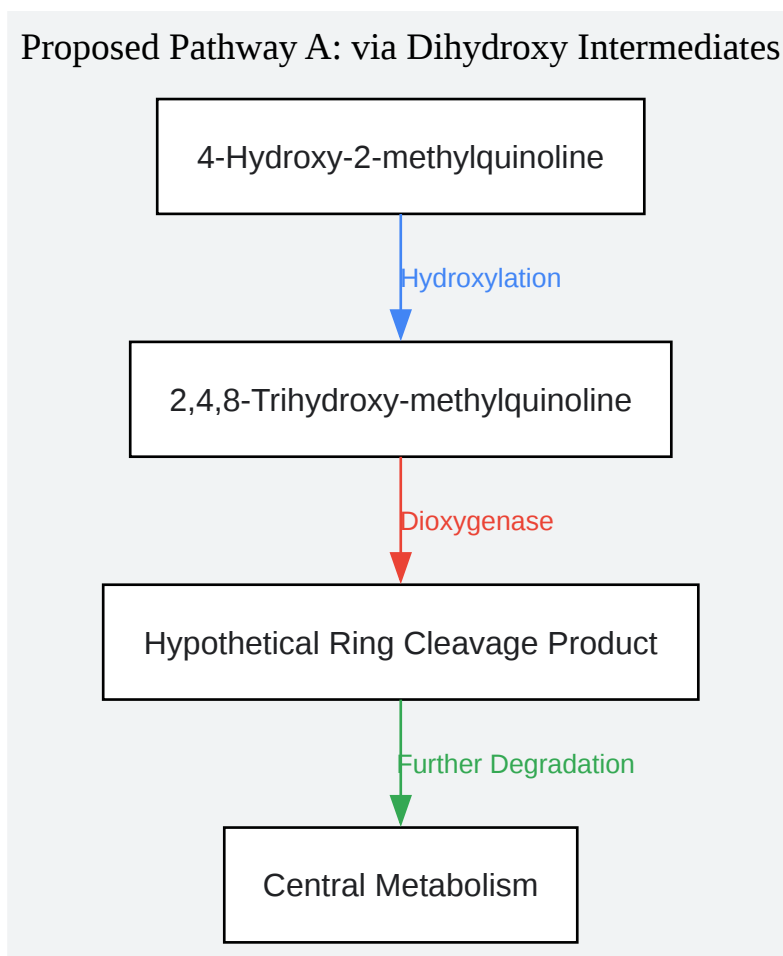 Proposed Pathway A: via Dihydroxy Intermediates
4-Hydroxy-2-methylquinoline
Hydroxylation
2,4,8-Trihydroxy-methylquinoline
Dioxygenase
Hypothetical Ring Cleavage Product
Further Degradation
Central Metabolism